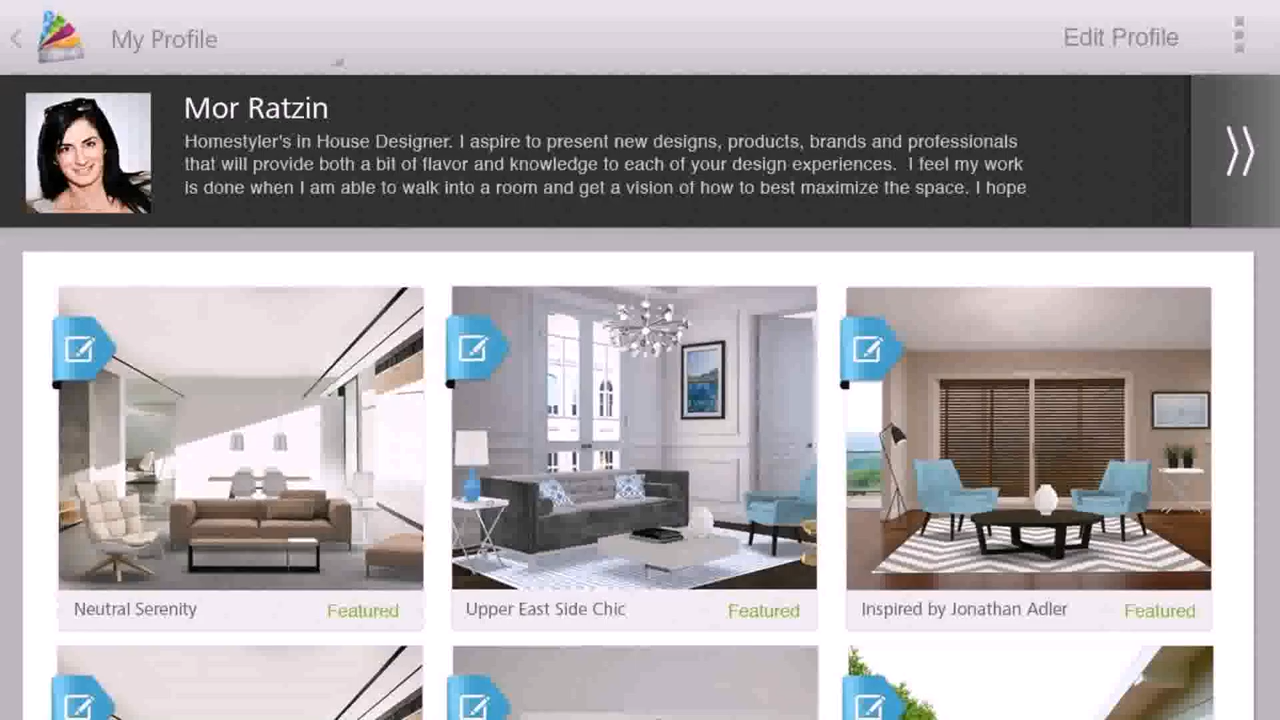 My Profile
Edit Profile
Mor Ratzin
Homestyler's in House Designer. I aspire to present new designs, products, brands and professionals
that will provide both a bit of flavor and knowledge to each of your design experiences. I feel my work
is done when I am able to walk into a room and get a vision of how to best maximize the space. I hope
Neutral Serenity
Featured
Upper East Side Chic
Featured
Inspired by Jonathan Adler
Featured